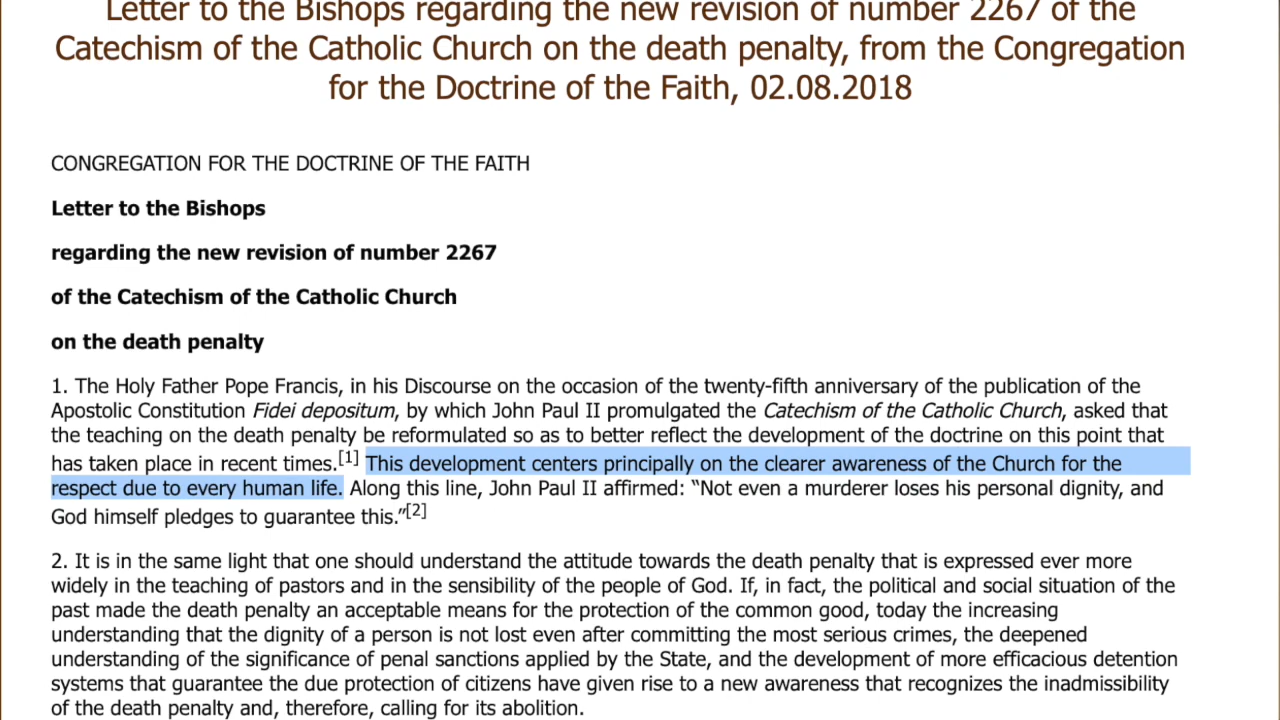 Letter to the Bishops regarding the new revision of number 2267 of the
Catechism of the Catholic Church on the death penalty, from the Congregation
for the Doctrine of the Faith, 02.08.2018
CONGREGATION FOR THE DOCTRINE OF THE FAITH
Letter to the Bishops
regarding the new revision of number 2267
of the Catechism of the Catholic Church
on the death penalty
1. The Holy Father Pope Francis, in his Discourse on the occasion of the twenty-fifth anniversary of the publication of the
Apostolic Constitution Fidei depositum, by which John Paul II promulgated the Catechism of the Catholic Church, asked that
the teaching on the death penalty be reformulated so as to better reflect the development of the doctrine on this point that
has taken place in recent times.[1] This development centers principally on the clearer awareness of the Church for the
respect due to every human life. Along this line, John Paul II affirmed: “Not even a murderer loses his personal dignity, and
God himself pledges to guarantee this.”[2]
2. It is in the same light that one should understand the attitude towards the death penalty that is expressed ever more
widely in the teaching of pastors and in the sensibility of the people of God. If, in fact, the political and social situation of the
past made the death penalty an acceptable means for the protection of the common good, today the increasing
understanding that the dignity of a person is not lost even after committing the most serious crimes, the deepened
understanding of the significance of penal sanctions applied by the State, and the development of more efficacious detention
systems that guarantee the due protection of citizens have given rise to a new awareness that recognizes the inadmissibility
of the death penalty and, therefore, calling for its abolition.